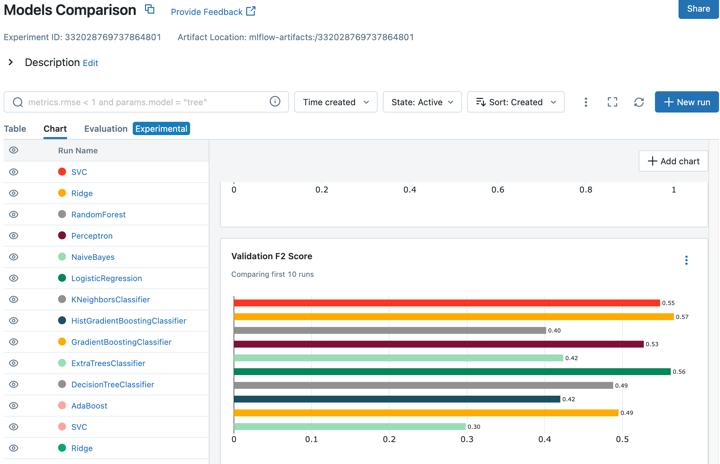 Models Comparison
Provide Feedback
Share
Experiment ID: 332028769737864801 Artifact Location: mlflow-artifacts:/332028769737864801
Description Edit
metrics.rmse < 1 and params.model = "tree"
Time created
State: Active
Sort: Created
+ New run
Table Chart Evaluation Experimental
+ Add chart
Run Name
SVC
Ridge
RandomForest
Perceptron
NaiveBayes
LogisticRegression
KNeighborsClassifier
HistGradientBoostingClassifier
GradientBoostingClassifier
ExtraTreesClassifier
DecisionTreeClassifier
AdaBoost
SVC
Ridge
0 0.2 0.4 0.6 0.8 1
Validation F2 Score
Comparing first 10 runs
0.55
0.57
0.40
0.53
0.42
0.56
0.49
0.42
0.49
0.30
0 0.1 0.2 0.3 0.4 0.5